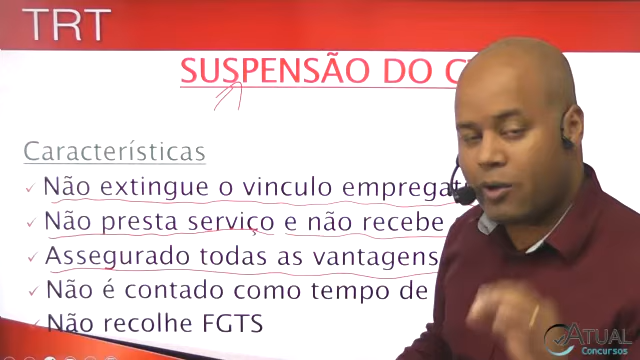 TRT
SUSPENSÃO DO
Características
Não extingue o vinculo
Não presta serviço e não recebe
Assegurado todas as vantagens
Não é contado como tempo de
Não recolhe FGTS
ATUAL
Concursos